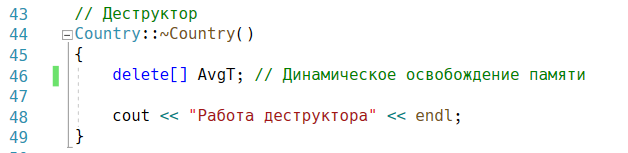 43 // Деструктор
44 Country::~Country()
45 {
46 delete[] AvgT; // Динамическое освобождение памяти
47
48 cout << "Работа деструктора" << endl;
49 }